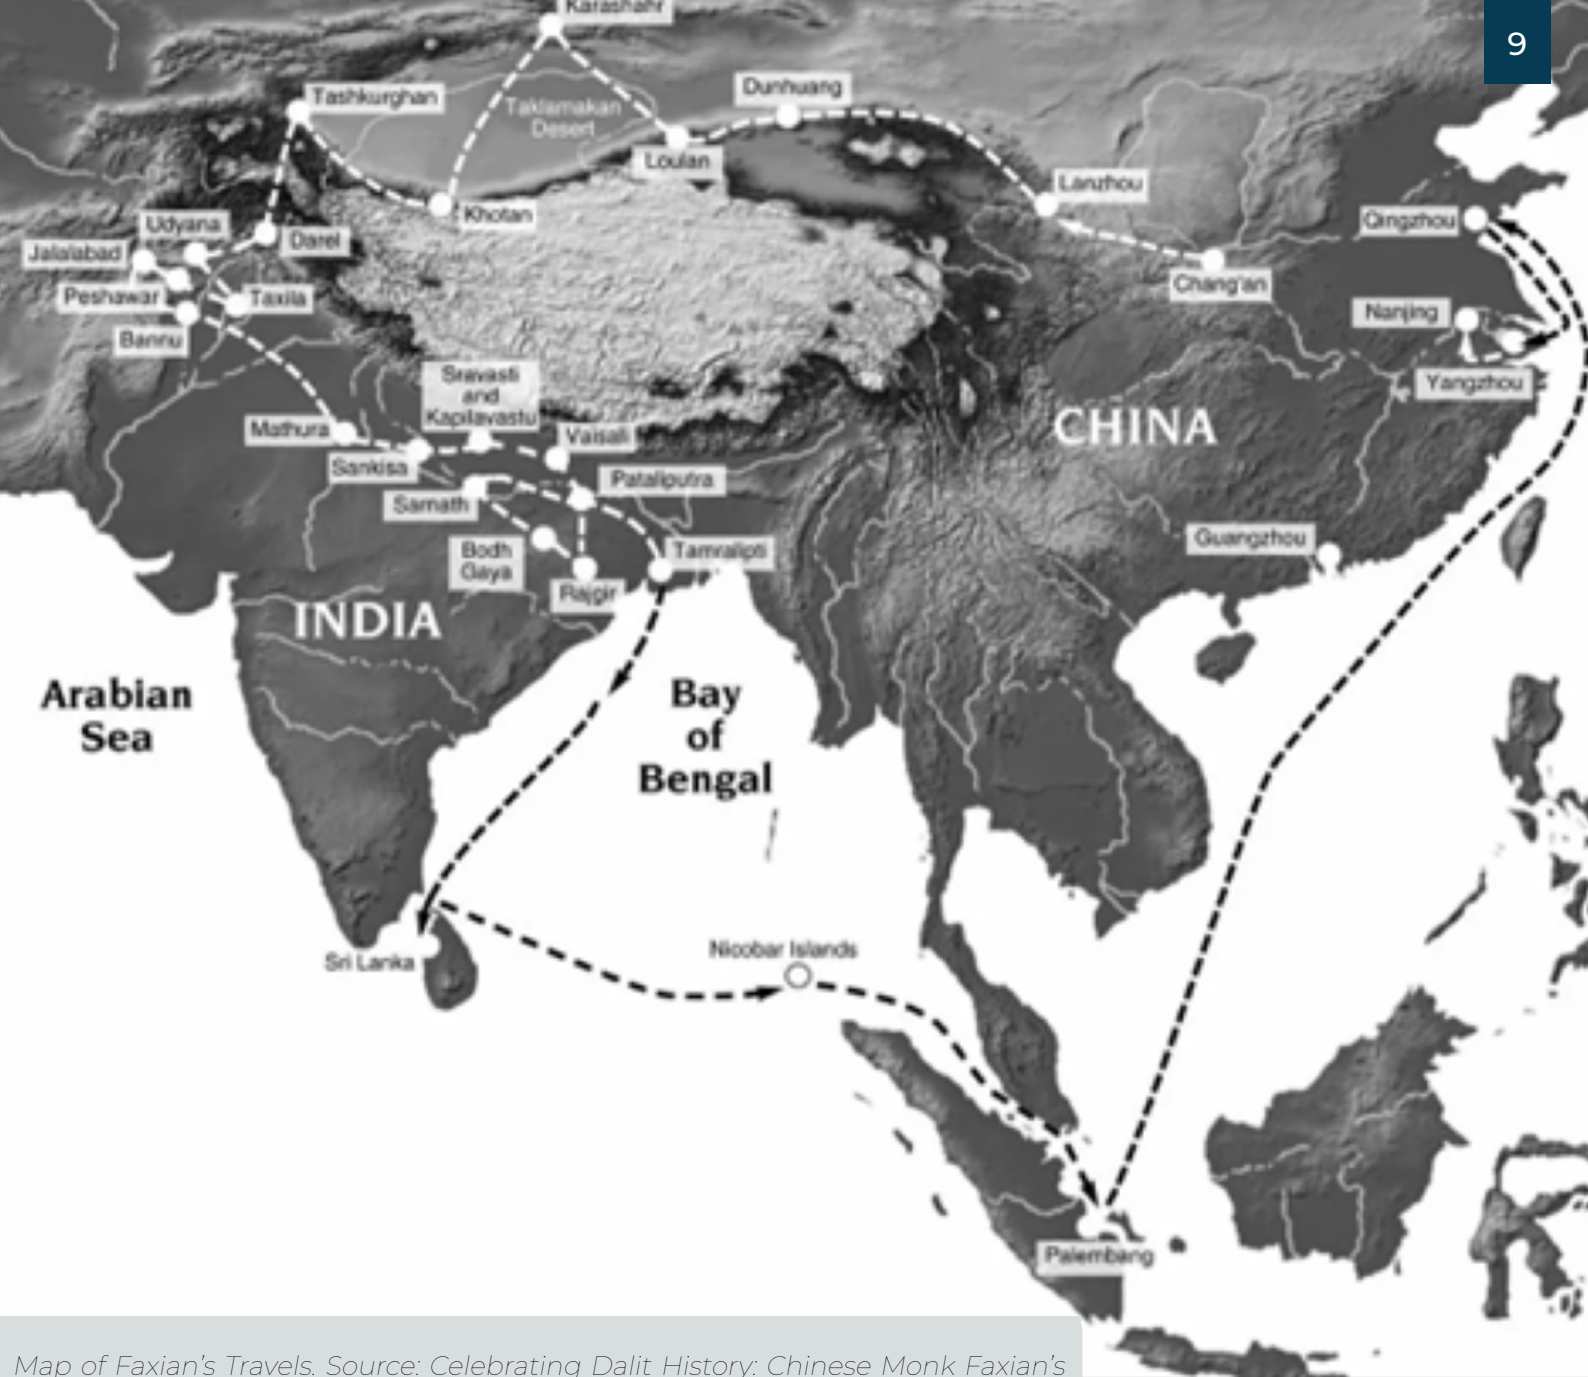 Karashahr
9
Tashkurghan
Taklamakan
Desert
Dunhuang
Loulan
Lanzhou
Khotan
Udyana
Darel
Jalalabad
Qingzhou
Chang'an
Peshawar
Taxila
Nanjing
Bannu
Yangzhou
Sravasti
and
Kapilavastu
CHINA
Mathura
Vaisali
Sankisa
Pataliputra
Sarnath
Guangzhou
Bodh
Gaya
Tamralipti
Rajgir
INDIA
Arabian
Sea
Bay
of
Bengal
Nicobar Islands
Sri Lanka
Palembang
Map of Faxian's Travels. Source: Celebrating Dalit History: Chinese Monk Faxian's